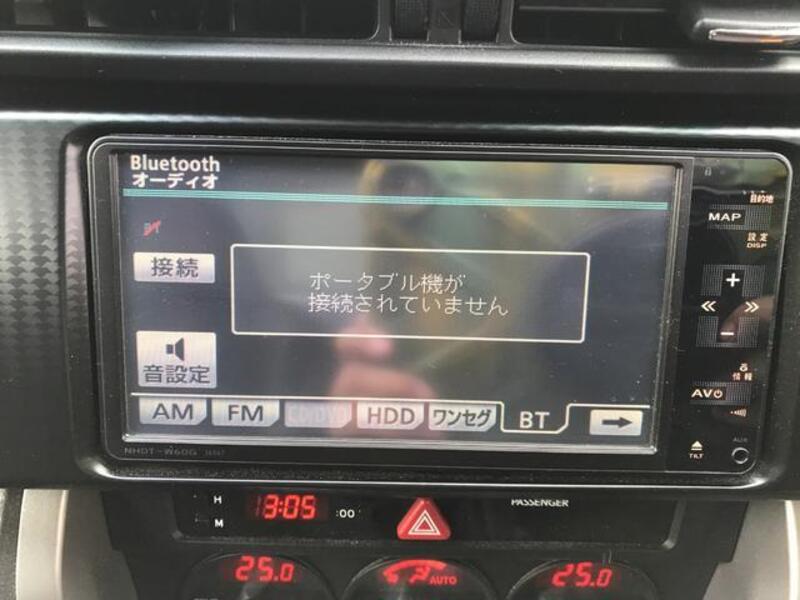 Bluetooth
オーディオ
目的地
MAP
設定
DISP
接続
ポータブル機が
接続されていません
音設定
情報
AV
AM FM CD/DVD HDD ワンセグ BT
TILT
AUX
NHDT-W60G
H
M
13:05 :00
PASSENGER
25.0 AUTO 25.0